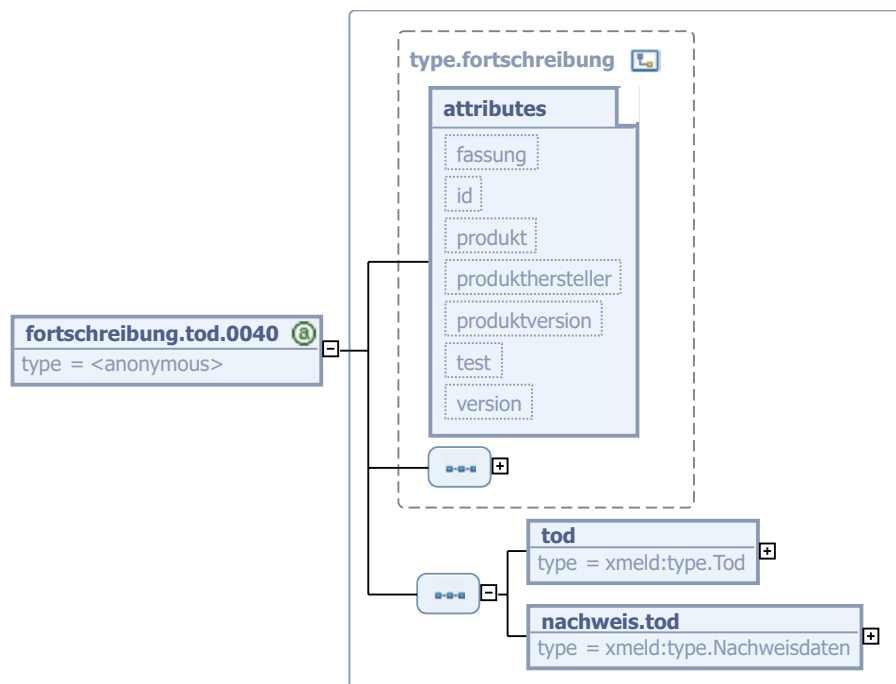 type.fortschreibung
attributes
fassung
id
produkt
produkthersteller
produktversion
test
version
fortschreibung.tod.0040 a
type = <anonymous>
tod
type = xmeld:type.Tod
nachweis.tod
type = xmeld:type.Nachweisdaten